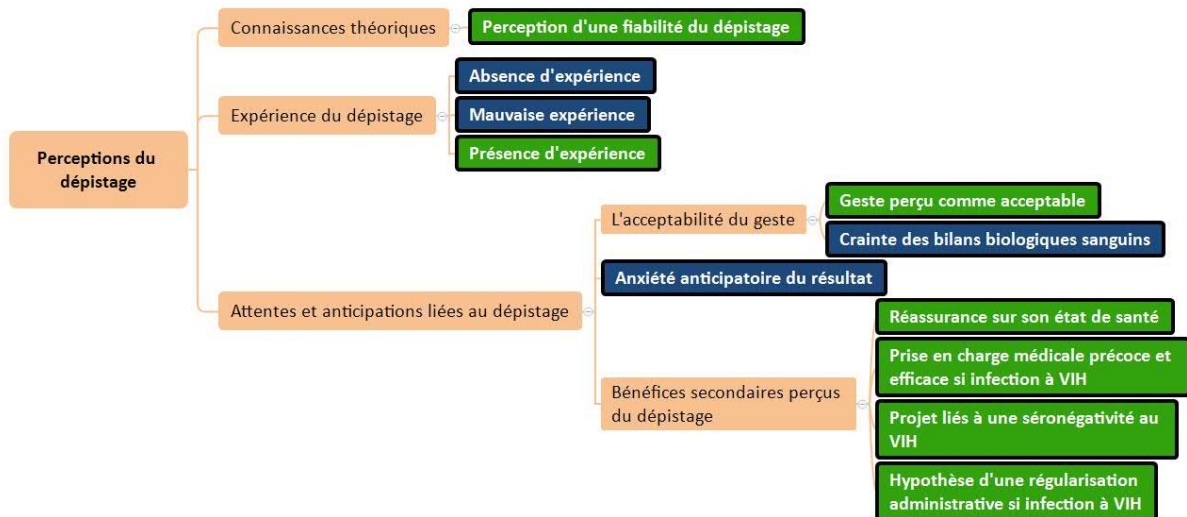 Perceptions du
dépistage
Connaissances théoriques
Perception d'une fiabilité du dépistage
Expérience du dépistage
Absence d'expérience
Mauvaise expérience
Présence d'expérience
Attentes et anticipations liées au dépistage
L'acceptabilité du geste
Geste perçu comme acceptable
Crainte des bilans biologiques sanguins
Anxiété anticipatoire du résultat
Bénéfices secondaires perçus
du dépistage
Réassurance sur son état de santé
Prise en charge médicale précoce et
efficace si infection à VIH
Projet liés à une séronégativité au
VIH
Hypothèse d'une régularisation
administrative si infection à VIH